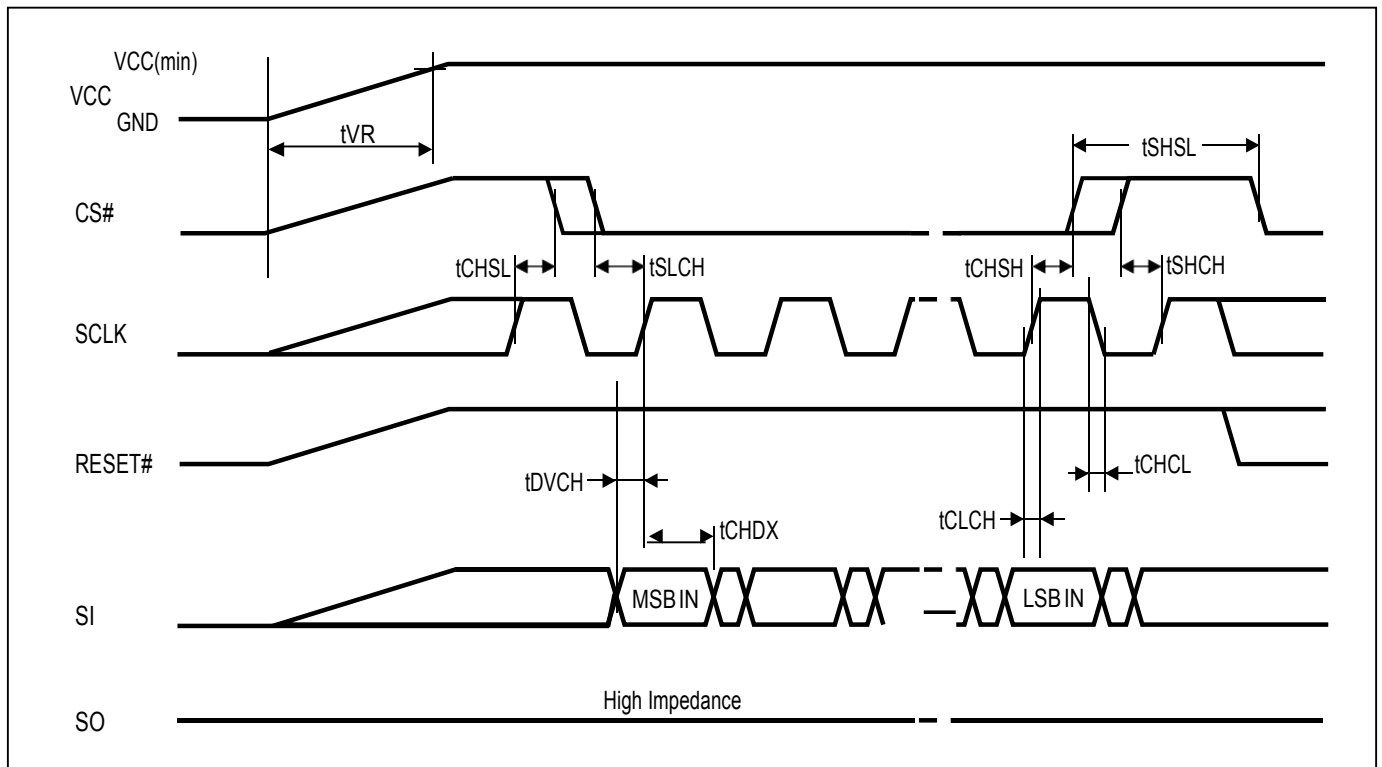 VCC(min)
VCC
GND
tVR
tSHSL
CS#
tCHSL
tSLCH
tCHSH
tSHCH
SCLK
RESET#
tDVCH
tCHCL
tCLCH
tCHDX
SI
MSB IN
LSB IN
High Impedance
SO